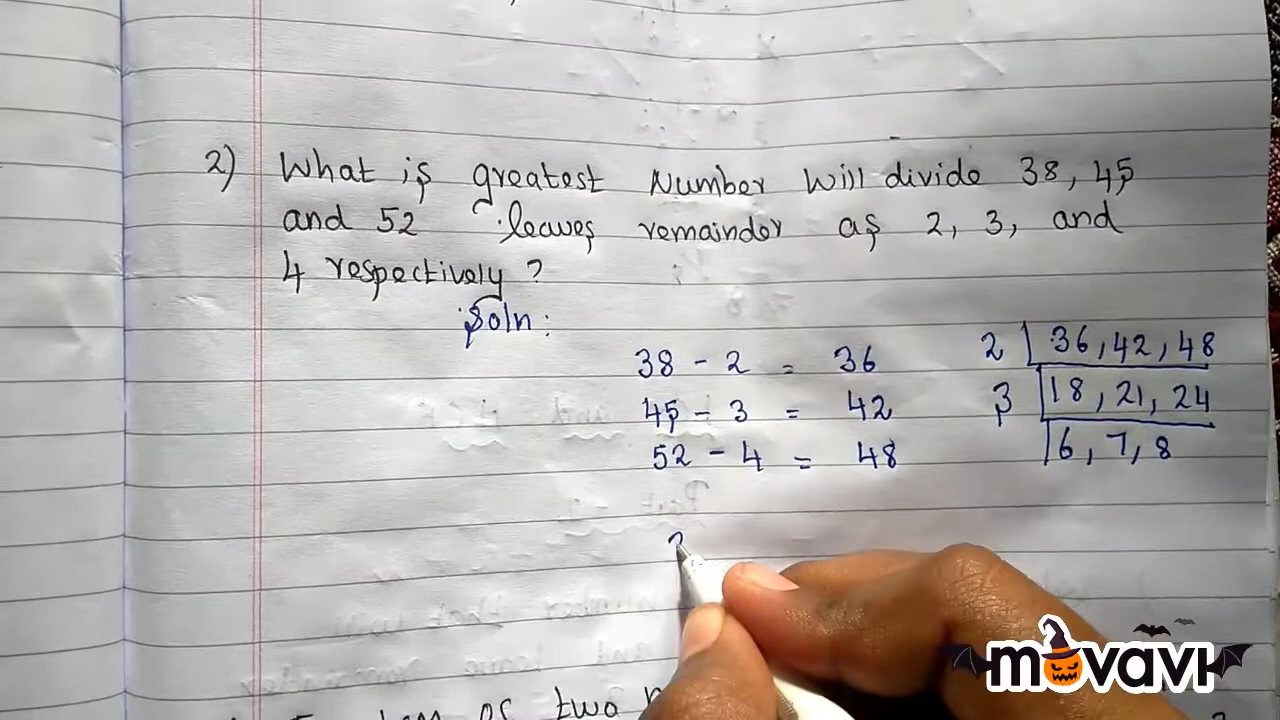 2) What is greatest Number will divide 38, 45
and 52 leaves remainder as 2, 3, and
4 respectively ?
Soln:
38 - 2 = 36
45 - 3 = 42
52 - 4 = 48
2 | 36, 42, 48
3 | 18, 21, 24
| 6, 7, 8
of two
movavi